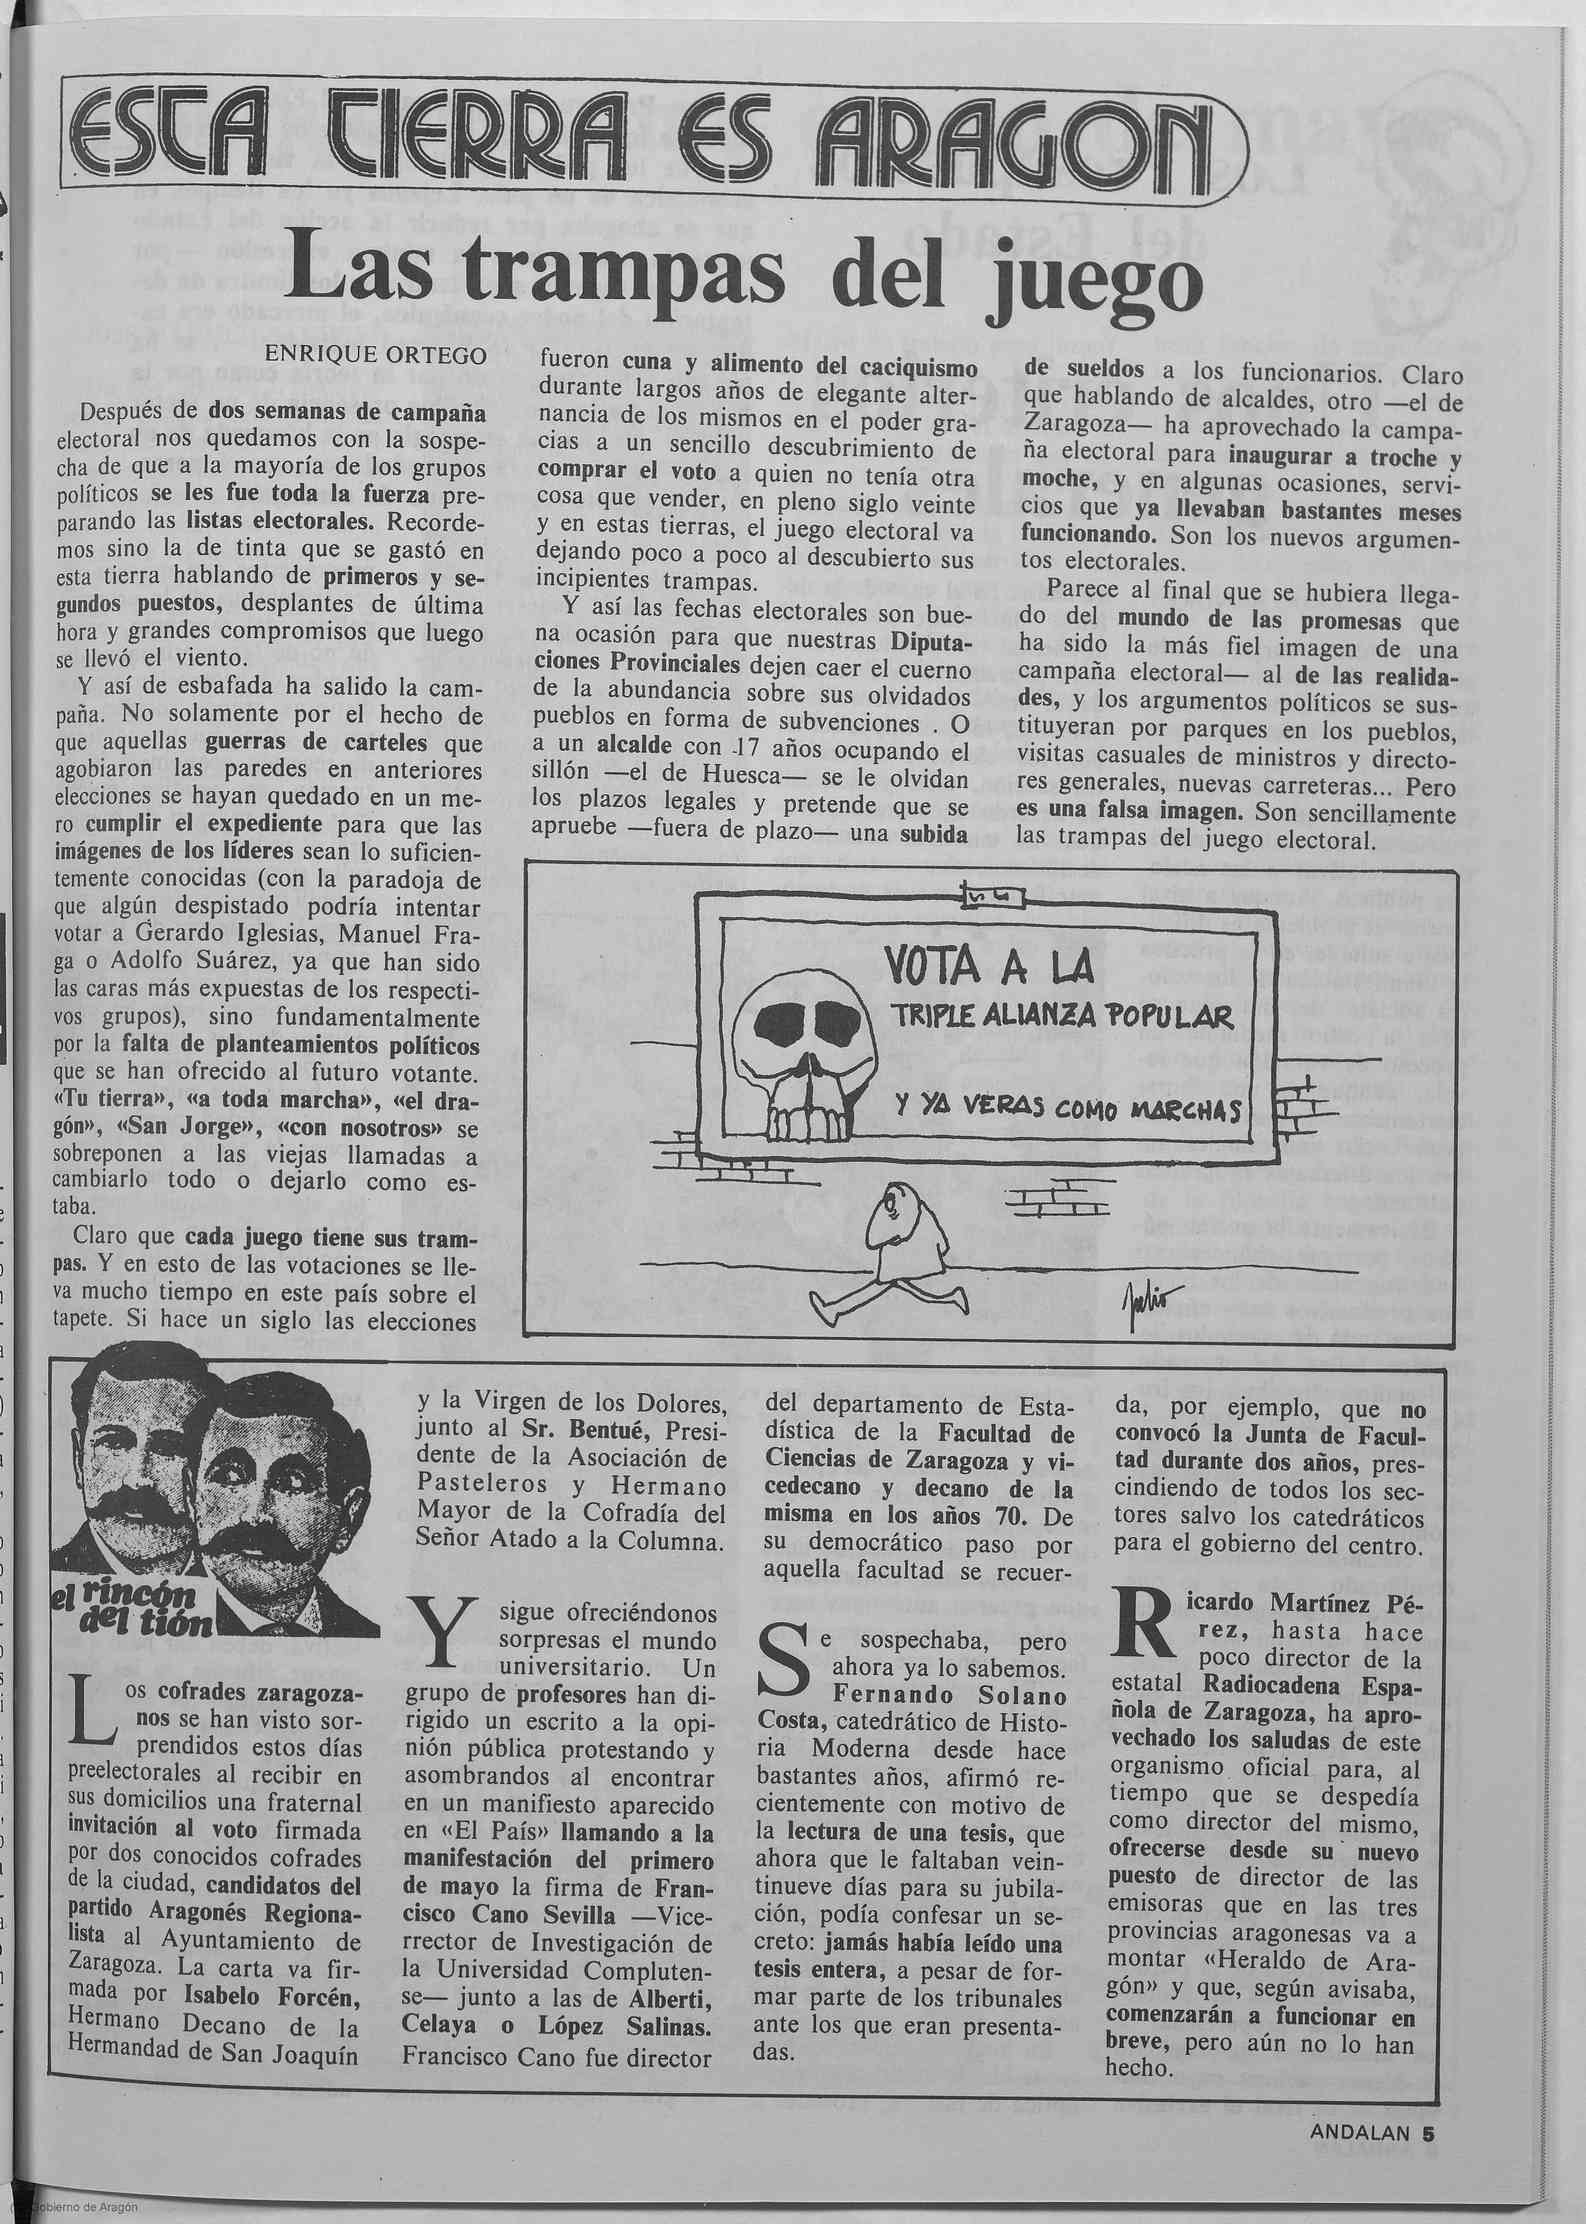 ESTA TIERRA ES ARAGON
Las trampas del juego
ENRIQUE ORTEGO
Después de dos semanas de campaña
electoral nos quedamos con la sospe-
cha de que a la mayoría de los grupos
políticos se les fue toda la fuerza pre-
parando las listas electorales. Recorde-
mos sino la de tinta que se gastó en
esta tierra hablando de primeros y se-
gundos puestos, desplantes de última
hora y grandes compromisos que luego
se llevó el viento.
Y así de esbafada ha salido la cam-
paña. No solamente por el hecho de
que aquellas guerras de carteles que
agobiaron las paredes en anteriores
elecciones se hayan quedado en un me-
ro cumplir el expediente para que las
imágenes de los líderes sean lo suficien-
temente conocidas (con la paradoja de
que algún despistado podría intentar
votar a Gerardo Iglesias, Manuel Fra-
ga o Adolfo Suárez, ya que han sido
las caras más expuestas de los respecti-
vos grupos), sino fundamentalmente
por la falta de planteamientos políticos
que se han ofrecido al futuro votante.
«Tu tierra», «a toda marcha», «el dra-
gón», «San Jorge», «con nosotros» se
sobreponen a las viejas llamadas a
cambiarlo todo o dejarlo como es-
taba.
Claro que cada juego tiene sus tram-
pas. Y en esto de las votaciones se lle-
va mucho tiempo en este país sobre el
tapete. Si hace un siglo las elecciones
fueron cuna y alimento del caciquismo
durante largos años de elegante alter-
nancia de los mismos en el poder gra-
cias a un sencillo descubrimiento de
comprar el voto a quien no tenía otra
cosa que vender, en pleno siglo veinte
y en estas tierras, el juego electoral va
dejando poco a poco al descubierto sus
incipientes trampas.
Y así las fechas electorales son bue-
na ocasión para que nuestras Diputa-
ciones Provinciales dejen caer el cuerno
de la abundancia sobre sus olvidados
pueblos en forma de subvenciones . O
a un alcalde con 17 años ocupando el
sillón —el de Huesca— se le olvidan
los plazos legales y pretende que se
apruebe —fuera de plazo— una subida
de sueldos a los funcionarios. Claro
que hablando de alcaldes, otro —el de
Zaragoza— ha aprovechado la campa-
ña electoral para inaugurar a troche y
moche, y en algunas ocasiones, servi-
cios que ya llevaban bastantes meses
funcionando. Son los nuevos argumen-
tos electorales.
Parece al final que se hubiera llega-
do del mundo de las promesas que
ha sido la más fiel imagen de una
campaña electoral— al de las realida-
des, y los argumentos políticos se sus-
tituyeran por parques en los pueblos,
visitas casuales de ministros y directo-
res generales, nuevas carreteras... Pero
es una falsa imagen. Son sencillamente
las trampas del juego electoral.
VOTA A LA
TRIPLE ALIANZA POPULAR
Y YA VERAS COMO MARCHAS
Julio
el rincón
del tión
Los cofrades zaragoza-
nos se han visto sor-
prendidos estos días
preelectorales al recibir en
sus domicilios una fraternal
invitación al voto firmada
por dos conocidos cofrades
de la ciudad, candidatos del
partido Aragonés Regiona-
lista al Ayuntamiento de
Zaragoza. La carta va fir-
mada por Isabelo Forcén,
Hermano Decano de la
Hermandad de San Joaquín
y la Virgen de los Dolores,
junto al Sr. Bentué, Presi-
dente de la Asociación de
Pasteleros y Hermano
Mayor de la Cofradía del
Señor Atado a la Columna.
Y sigue ofreciéndonos
sorpresas el mundo
universitario. Un
grupo de profesores han di-
rigido un escrito a la opi-
nión pública protestando y
asombrandos al encontrar
en un manifiesto aparecido
en «El País» llamando a la
manifestación del primero
de mayo la firma de Fran-
cisco Cano Sevilla —Vice-
rrector de Investigación de
la Universidad Compluten-
se— junto a las de Alberti,
Celaya o López Salinas.
Francisco Cano fue director
del departamento de Esta-
dística de la Facultad de
Ciencias de Zaragoza y vi-
cedecano y decano de la
misma en los años 70. De
su democrático paso por
aquella facultad se recuer-
da, por ejemplo, que no
convocó la Junta de Facul-
tad durante dos años, pres-
cindiendo de todos los sec-
tores salvo los catedráticos
para el gobierno del centro.
Se sospechaba, pero
ahora ya lo sabemos.
Fernando Solano
Costa, catedrático de Histo-
ria Moderna desde hace
bastantes años, afirmó re-
cientemente con motivo de
la lectura de una tesis, que
ahora que le faltaban vein-
tinueve días para su jubila-
ción, podía confesar un se-
creto: jamás había leído una
tesis entera, a pesar de for-
mar parte de los tribunales
ante los que eran presenta-
das.
Ricardo Martínez Pé-
rez, hasta hace
poco director de la
estatal Radiocadena Espa-
ñola de Zaragoza, ha apro-
vechado los saludas de este
organismo oficial para, al
tiempo que se despedía
como director del mismo,
ofrecerse desde su nuevo
puesto de director de las
emisoras que en las tres
provincias aragonesas va a
montar «Heraldo de Ara-
gón» y que, según avisaba,
comenzarán a funcionar en
breve, pero aún no lo han
hecho.
ANDALAN 5
Gobierno de Aragón